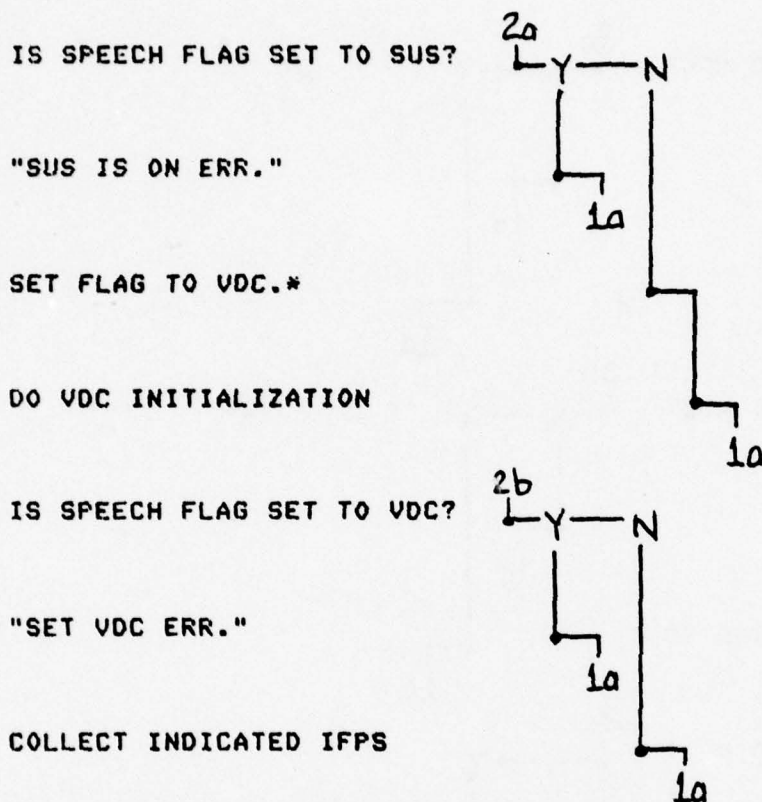 2a
IS SPEECH FLAG SET TO SUS? Y N
"SUS IS ON ERR."
1a
SET FLAG TO VDC.*
DO VDC INITIALIZATION
1a
2b
IS SPEECH FLAG SET TO VDC? Y N
"SET VDC ERR."
1a
COLLECT INDICATED IFPS
1a